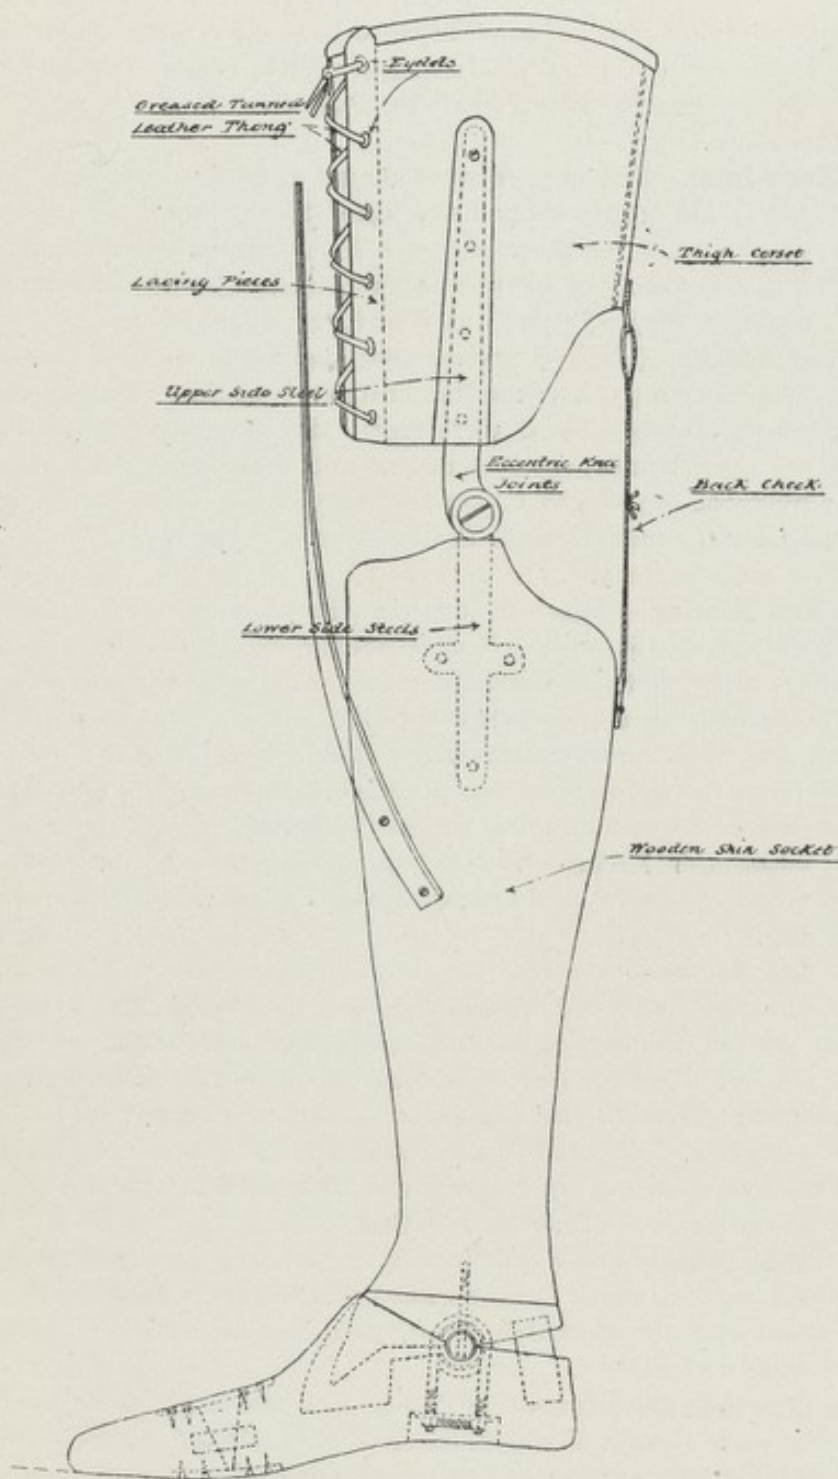 Eyelets
Greased Tanned
Leather Thong
Thigh Corset
Lacing Pieces
Upper Side Steel
Eccentric Knee
Joints
Back Check.
Lower Side Steels
Wooden Shin Socket